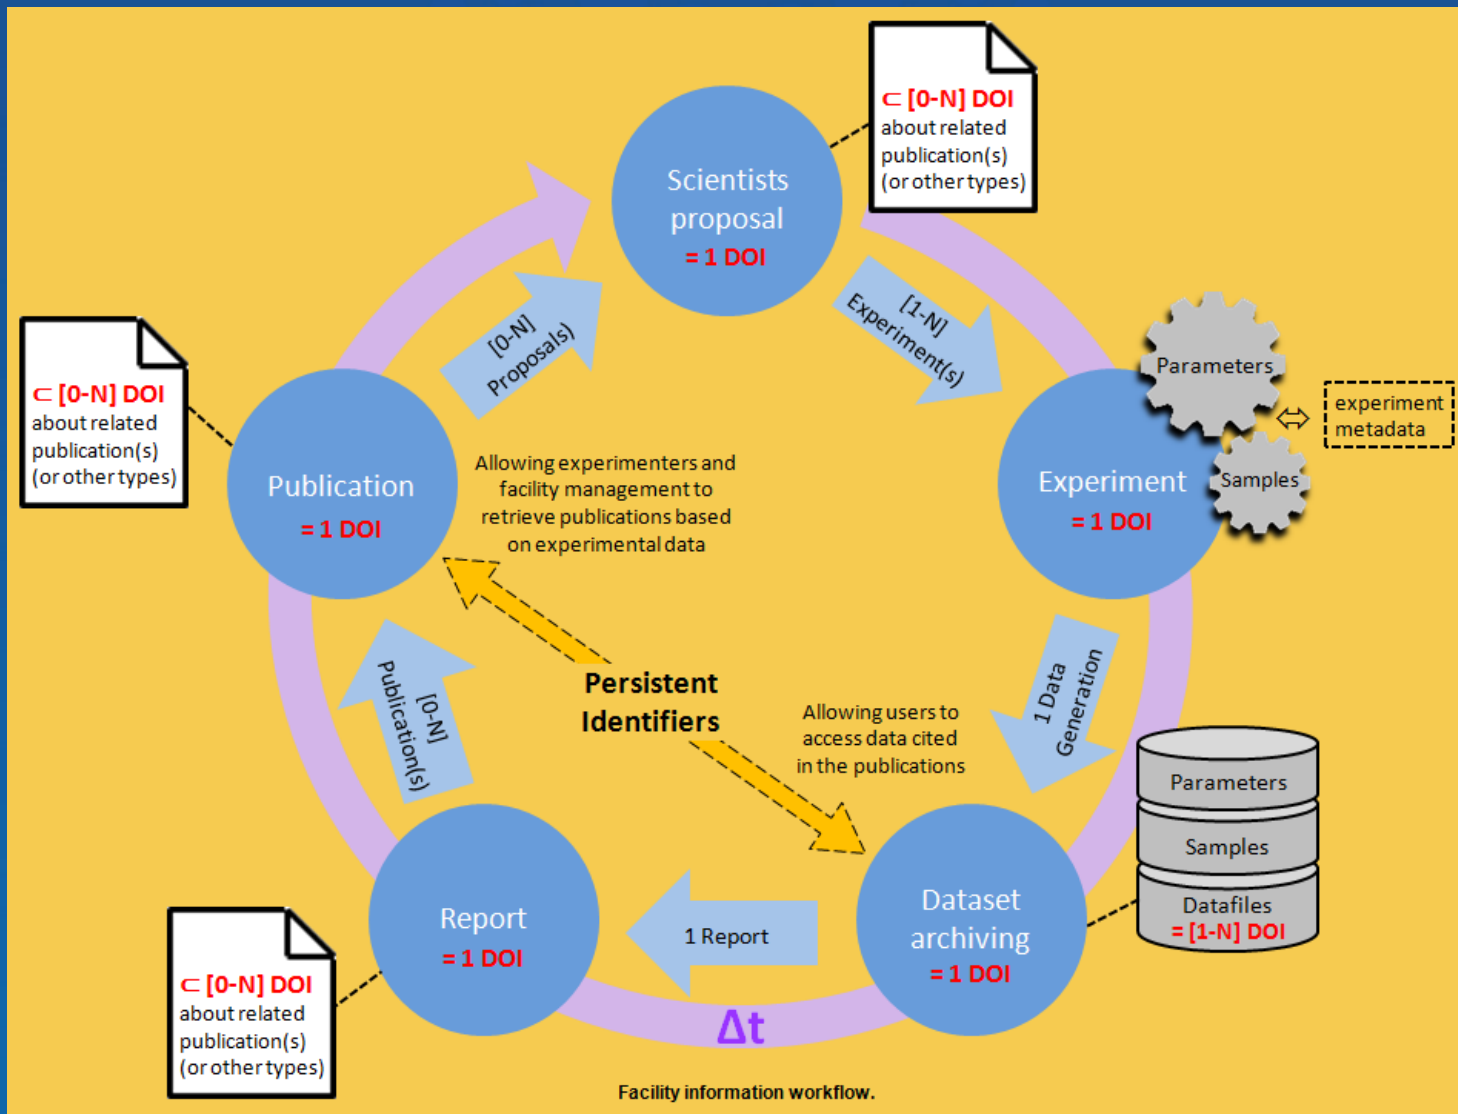 ⊂ [0-N] DOI
about related
publication(s)
(or other types)
Scientists
proposal
= 1 DOI
[0-N]
Proposals)
[1-N]
Experiment(s)
Parameters
experiment
metadata
Samples
Experiment
= 1 DOI
⊂ [0-N] DOI
about related
publication(s)
(or other types)
Publication
= 1 DOI
Allowing experimenters and
facility management to
retrieve publications based
on experimental data
Persistent
Identifiers
1 Data
Generation
[0-N]
Publication(s)
Allowing users to
access data cited
in the publications
Parameters
Samples
Datafiles
= [1-N] DOI
Report
= 1 DOI
1 Report
Dataset
archiving
= 1 DOI
⊂ [0-N] DOI
about related
publication(s)
(or other types)
Δt
Facility information workflow.